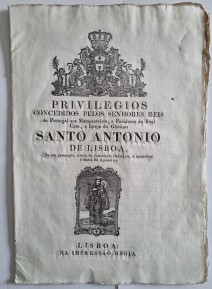 PRIVILEGIOS
CONCEDIDOS PELOS SENHORES REIS
de Portugal aos Mamposteiros, e Pedidores da Real
Casa, e Igreja do Glorioso
SANTO ANTONIO
DE LISBOA,
LISBOA:
NA IMPRESSÃO REGIA.